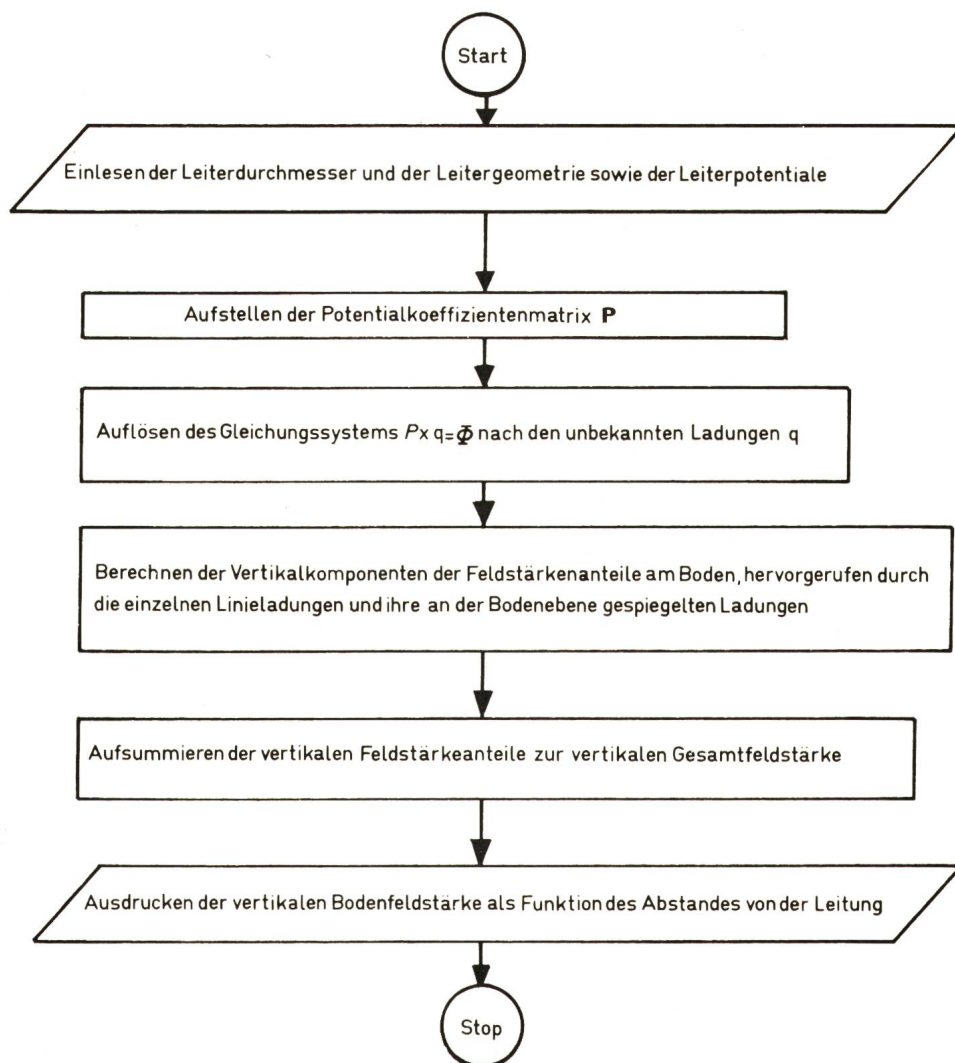 Start
Einlesen der Leiterdurchmesser und der Leitergeometrie sowie der Leiterpotentiale
Aufstellen der Potentialkoeffizientenmatrix P
Auflösen des Gleichungssystems P x q = Φ nach den unbekannten Ladungen q
Berechnen der Vertikalkomponenten der Feldstärkenanteile am Boden, hervorgerufen durch
die einzelnen Linieladungen und ihre an der Bodenebene gespiegelten Ladungen
Aufsummieren der vertikalen Feldstärkeanteile zur vertikalen Gesamtfeldstärke
Ausdrucken der vertikalen Bodenfeldstärke als Funktion des Abstandes von der Leitung
Stop